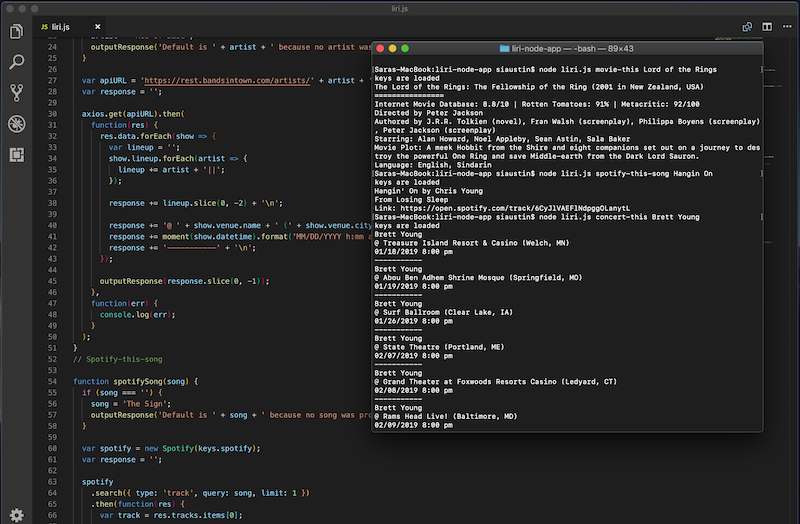 liri.js
JS liri.js ×
24 outputResponse('Default is ' + artist + ' because no artist was
25 }
26
27 var apiURL = 'https://rest.bandsintown.com/artists/' + artist +
28 var response = '';
29
30 axios.get(apiURL).then(
31 function(res) {
32 res.data.forEach(show => {
33 var lineup = '';
34 show.lineup.forEach(artist => {
35 lineup += artist + '||';
36 });
37
38 response += lineup.slice(0, -2) + '\n';
39
40 response += '@ ' + show.venue.name + ' (' + show.venue.city
41 response += moment(show.datetime).format('MM/DD/YYYY h:mm a
42 response += '-----------' + '\n';
43 });
44
45 outputResponse(response.slice(0, -1));
46 },
47 function(err) {
48 console.log(err);
49 }
50 );
51 }
52 // Spotify-this-song
53
54 function spotifySong(song) {
55 if (song === '') {
56 song = 'The Sign';
57 outputResponse('Default is ' + song + ' because no song was pro
58 }
59
60 var spotify = new Spotify(keys.spotify);
61 var response = '';
62
63 spotify
64 .search({ type: 'track', query: song, limit: 1 })
65 .then(function(res) {
66 var track = res.tracks.items[0];
liri-node-app — -bash — 89×43
[Saras-MacBook:liri-node-app siaustin$ node liri.js movie-this Lord of the Rings ]
keys are loaded
The Lord of the Rings: The Fellowship of the Ring (2001 in New Zealand, USA)
================
Internet Movie Database: 8.8/10 | Rotten Tomatoes: 91% | Metacritic: 92/100
Directed by Peter Jackson
Authored by J.R.R. Tolkien (novel), Fran Walsh (screenplay), Philippa Boyens (screenplay)
, Peter Jackson (screenplay)
Starring: Alan Howard, Noel Appleby, Sean Astin, Sala Baker
Movie Plot: A meek Hobbit from the Shire and eight companions set out on a journey to des
troy the powerful One Ring and save Middle-earth from the Dark Lord Sauron.
Language: English, Sindarin
[Saras-MacBook:liri-node-app siaustin$ node liri.js spotify-this-song Hangin On ]
keys are loaded
Hangin' On by Chris Young
From Losing Sleep
Link: https://open.spotify.com/track/6CyJlVAEFlNdpggOLanytL
[Saras-MacBook:liri-node-app siaustin$ node liri.js concert-this Brett Young ]
keys are loaded
Brett Young
@ Treasure Island Resort & Casino (Welch, MN)
01/18/2019 8:00 pm
-----------
Brett Young
@ Abou Ben Adhem Shrine Mosque (Springfield, MO)
01/19/2019 8:00 pm
-----------
Brett Young
@ Surf Ballroom (Clear Lake, IA)
01/26/2019 8:00 pm
-----------
Brett Young
@ State Theatre (Portland, ME)
02/07/2019 8:00 pm
-----------
Brett Young
@ Grand Theater at Foxwoods Resorts Casino (Ledyard, CT)
02/08/2019 8:00 pm
-----------
Brett Young
@ Rams Head Live! (Baltimore, MD)
02/09/2019 8:00 pm